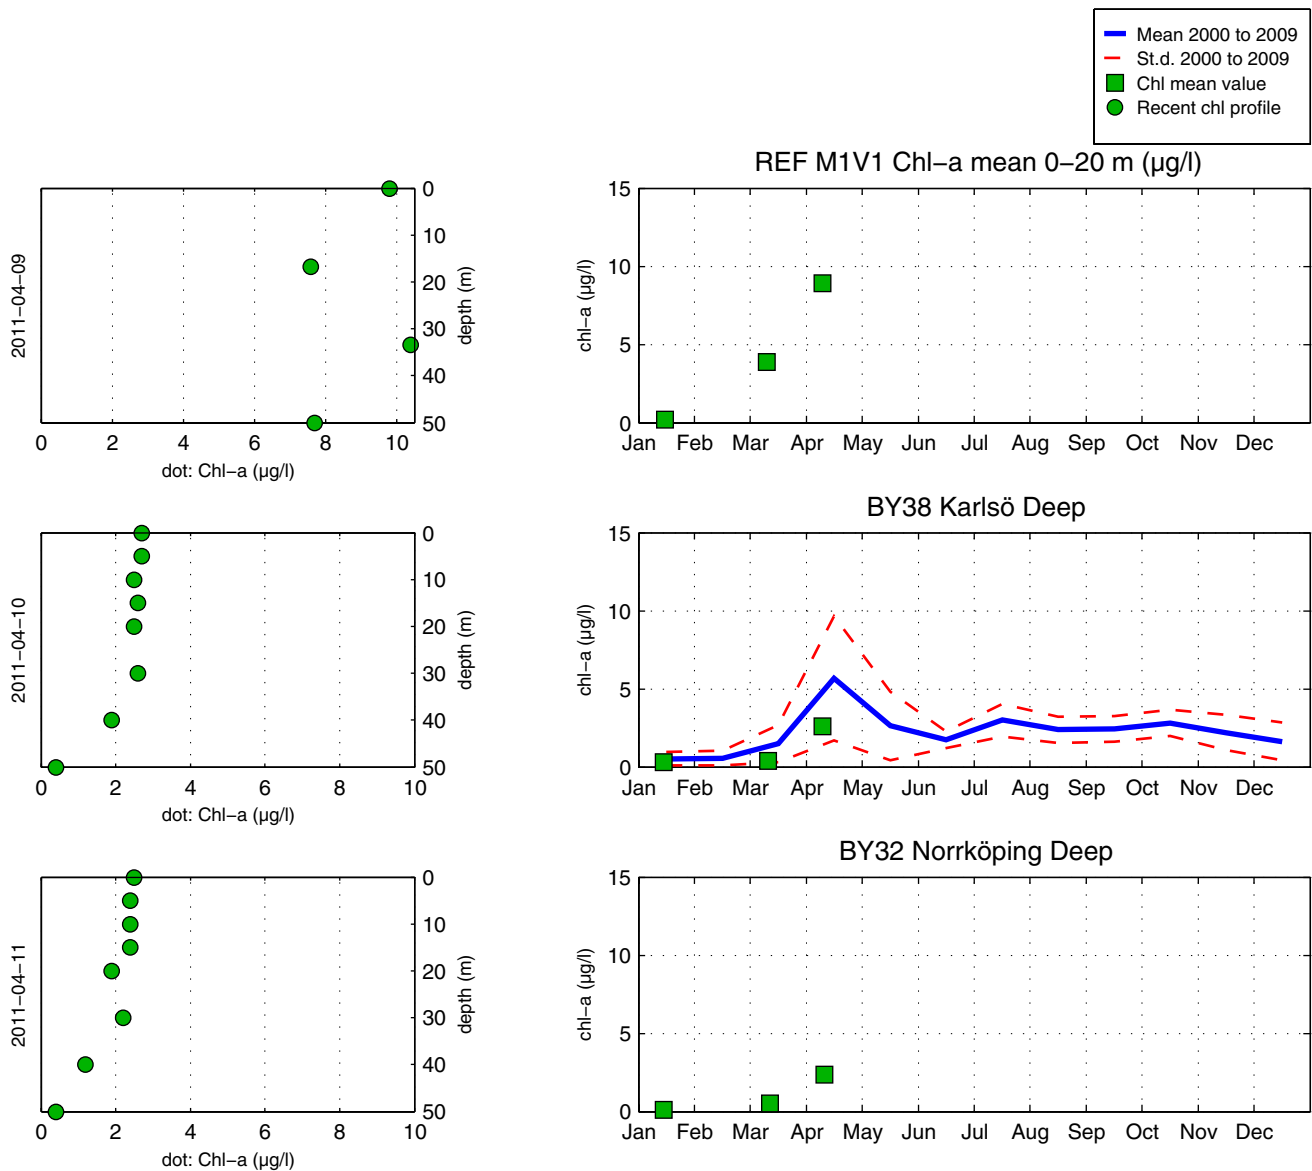 Mean 2000 to 2009
St.d. 2000 to 2009
Chl mean value
Recent chl profile
REF M1V1 Chl−a mean 0−20 m (µg/l)
2011−04−09
0
10
20
30
40
50
depth (m)
0 2 4 6 8 10
dot: Chl−a (µg/l)
chl−a (µg/l)
15
10
5
0
Jan Feb Mar Apr May Jun Jul Aug Sep Oct Nov Dec
BY38 Karlsö Deep
2011−04−10
0
10
20
30
40
50
depth (m)
0 2 4 6 8 10
dot: Chl−a (µg/l)
chl−a (µg/l)
15
10
5
0
Jan Feb Mar Apr May Jun Jul Aug Sep Oct Nov Dec
BY32 Norrköping Deep
2011−04−11
0
10
20
30
40
50
depth (m)
0 2 4 6 8 10
dot: Chl−a (µg/l)
chl−a (µg/l)
15
10
5
0
Jan Feb Mar Apr May Jun Jul Aug Sep Oct Nov Dec